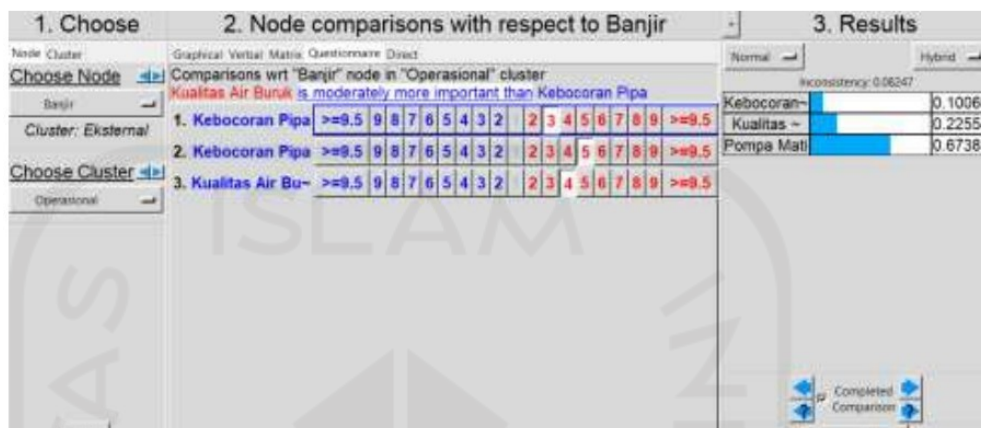 1. Choose
Node Cluster
Choose Node
Banjir
Cluster: Eksternal
Choose Cluster
Operasional
2. Node comparisons with respect to Banjir
Graphical Verbal Matrix Questionnaire Direct
Comparisons wrt "Banjir" node in "Operasional" cluster
Kualitas Air Buruk is moderately more important than Kebocoran Pipa
1. Kebocoran Pipa >=9.5 9 8 7 6 5 4 3 2 2 3 4 5 6 7 8 9 >=9.5
2. Kebocoran Pipa >=9.5 9 8 7 6 5 4 3 2 2 3 4 5 6 7 8 9 >=9.5
3. Kualitas Air Bu~ >=9.5 9 8 7 6 5 4 3 2 2 3 4 5 6 7 8 9 >=9.5
3. Results
Normal Hybrid
Inconsistency: 0.06247
Kebocoran~ 0.1006
Kualitas ~ 0.2255
Pompa Mati 0.6738
Completed
Comparison
ISLAM